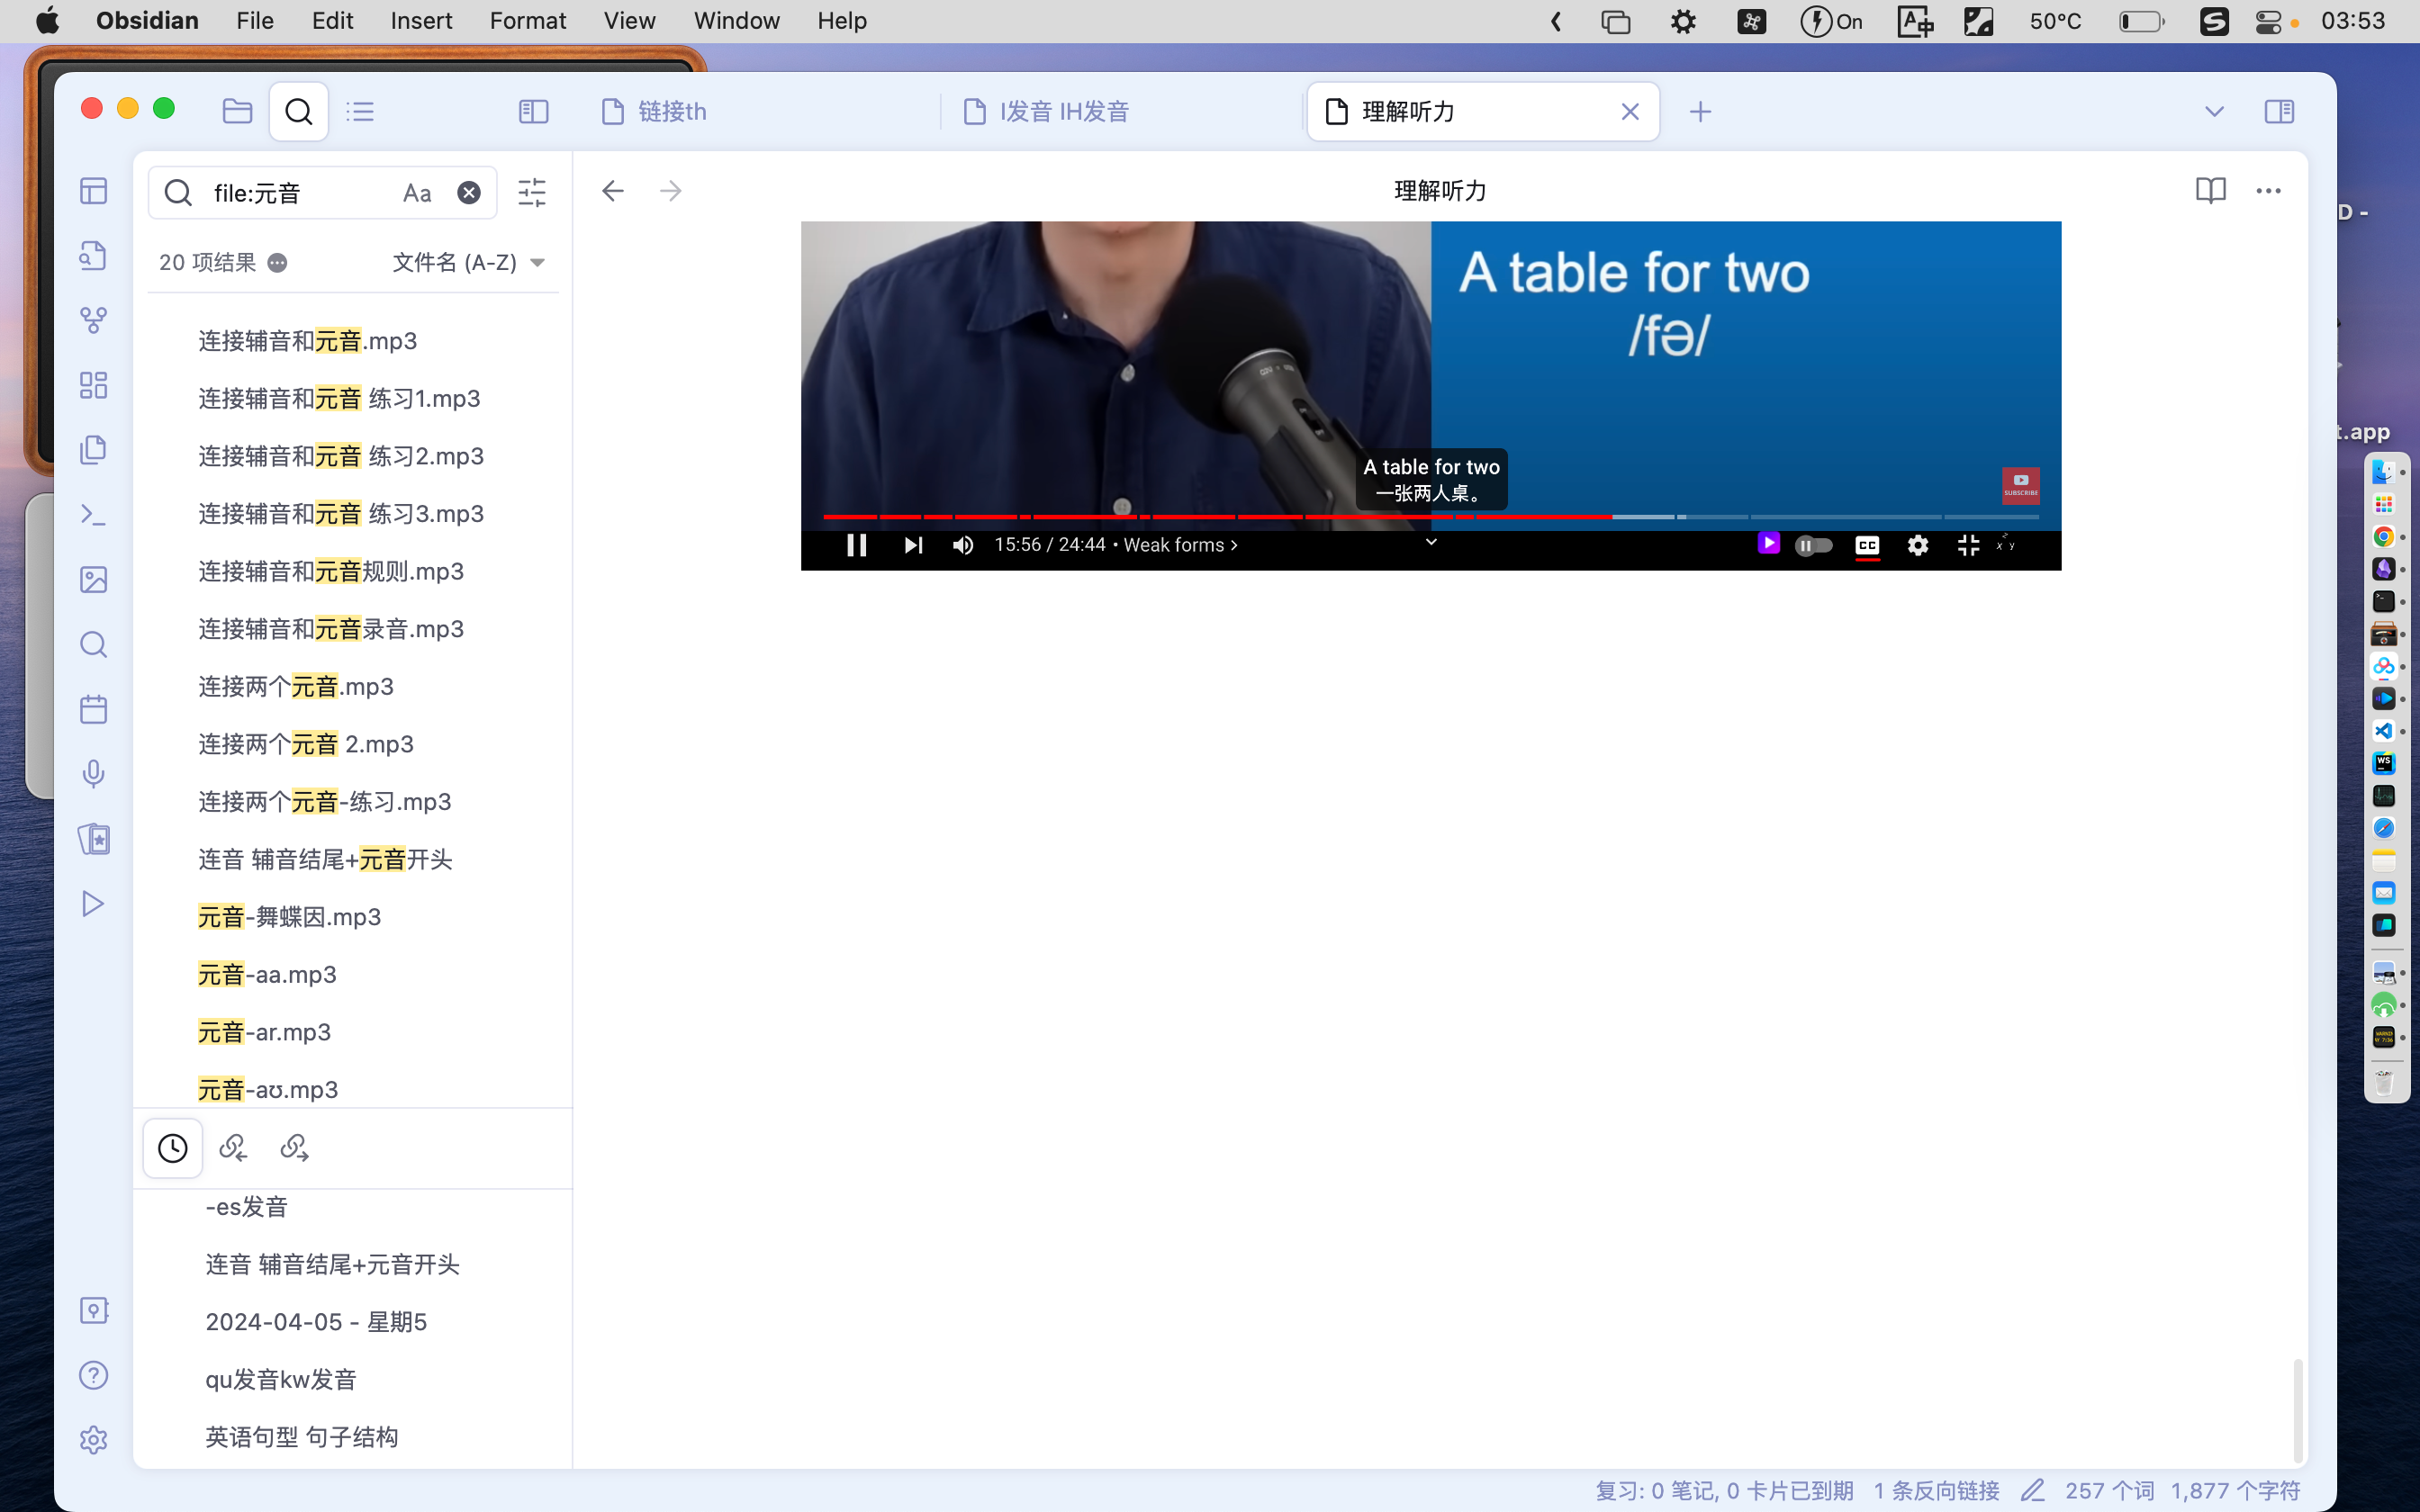 Obsidian File Edit Insert Format View Window Help On 50°C 03:53
链接th I发音 IH发音 理解听力
file:元音 Aa
理解听力
20 项结果 文件名 (A-Z)
连接辅音和元音.mp3
连接辅音和元音 练习1.mp3
连接辅音和元音 练习2.mp3
连接辅音和元音 练习3.mp3
连接辅音和元音规则.mp3
连接辅音和元音录音.mp3
连接两个元音.mp3
连接两个元音 2.mp3
连接两个元音-练习.mp3
连音 辅音结尾+元音开头
元音-舞蝶因.mp3
元音-aa.mp3
元音-ar.mp3
元音-aʊ.mp3
-es发音
连音 辅音结尾+元音开头
2024-04-05 - 星期5
qu发音kw发音
英语句型 句子结构
A table for two
/fə/
A table for two
一张两人桌。
SUBSCRIBE
15:56 / 24:44 • Weak forms
CC
D -
t.app
WS
复习: 0 笔记, 0 卡片已到期 1 条反向链接 257 个词 1,877 个字符